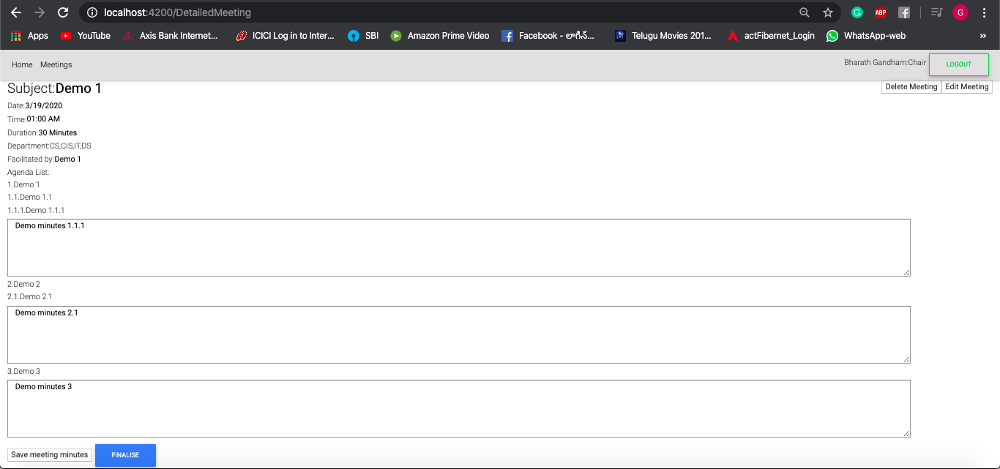 localhost:4200/DetailedMeeting
ABP
G
Apps YouTube Axis Bank Internet... ICICI Log in to Inter... SBI Amazon Prime Video Facebook - లాగిన్... Telugu Movies 201... actFibernet_Login WhatsApp-web »
Home Meetings Bharath Gandham:Chair LOGOUT
Subject:Demo 1 Delete Meeting Edit Meeting
Date:3/19/2020
Time:01:00 AM
Duration:30 Minutes
Department:CS,CIS,IT,DS
Facilitated by:Demo 1
Agenda List:
1.Demo 1
1.1.Demo 1.1
1.1.1.Demo 1.1.1
Demo minutes 1.1.1
2.Demo 2
2.1.Demo 2.1
Demo minutes 2.1
3.Demo 3
Demo minutes 3
Save meeting minutes FINALISE